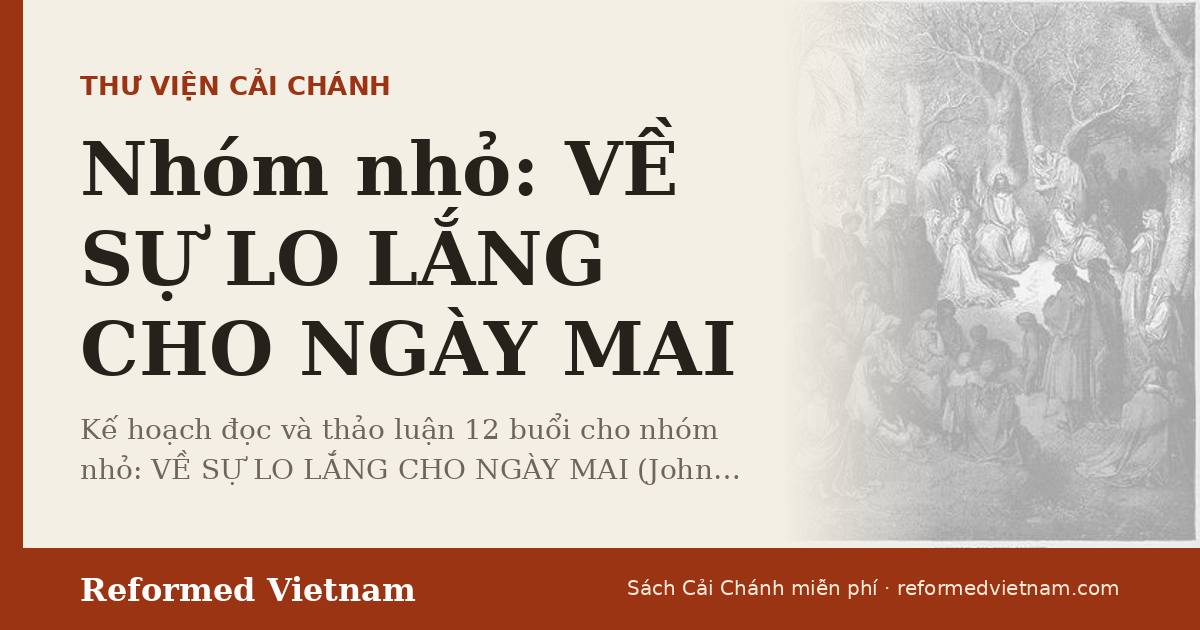 THƯ VIỆN CẢI CHÁNH
Nhóm nhỏ: VỀ
SỰ LO LẮNG
CHO NGÀY MAI
Kế hoạch đọc và thảo luận 12 buổi cho nhóm
nhỏ: VỀ SỰ LO LẮNG CHO NGÀY MAI (John…
Reformed Vietnam
Sách Cải Chánh miễn phí · reformedvietnam.com